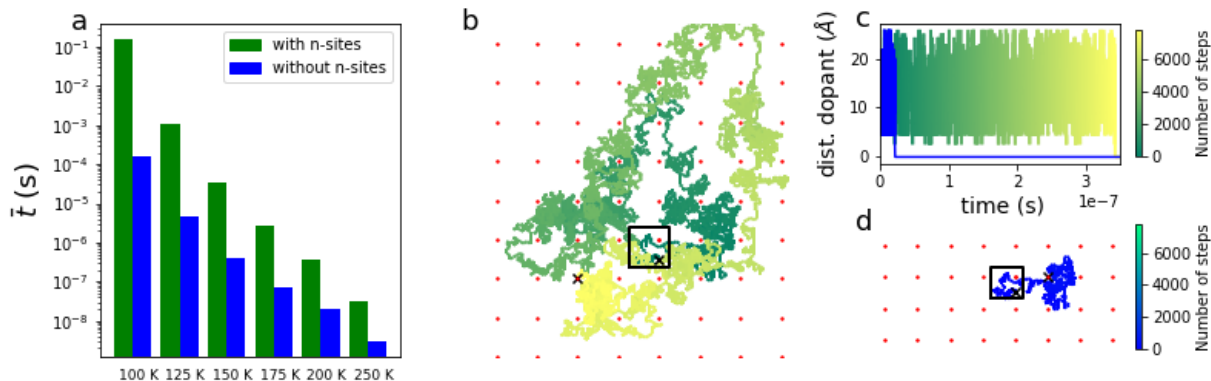 a
with n-sites
without n-sites
10⁻¹
10⁻²
10⁻³
10⁻⁴
10⁻⁵
10⁻⁶
10⁻⁷
10⁻⁸
t̄ (s)
100 K 125 K 150 K 175 K 200 K 250 K
b
c
dist. dopant (Å)
20
10
0
0 1 2 3
1e-7
time (s)
Number of steps
6000
4000
2000
0
d
Number of steps
6000
4000
2000
0